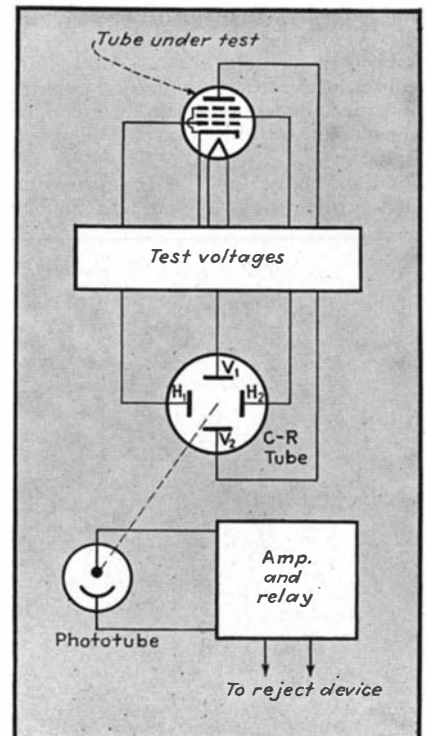 Tube under test
Test voltages
V₁
H₁
H₂
V₂
C-R
Tube
Amp.
and
relay
Phototube
To reject device